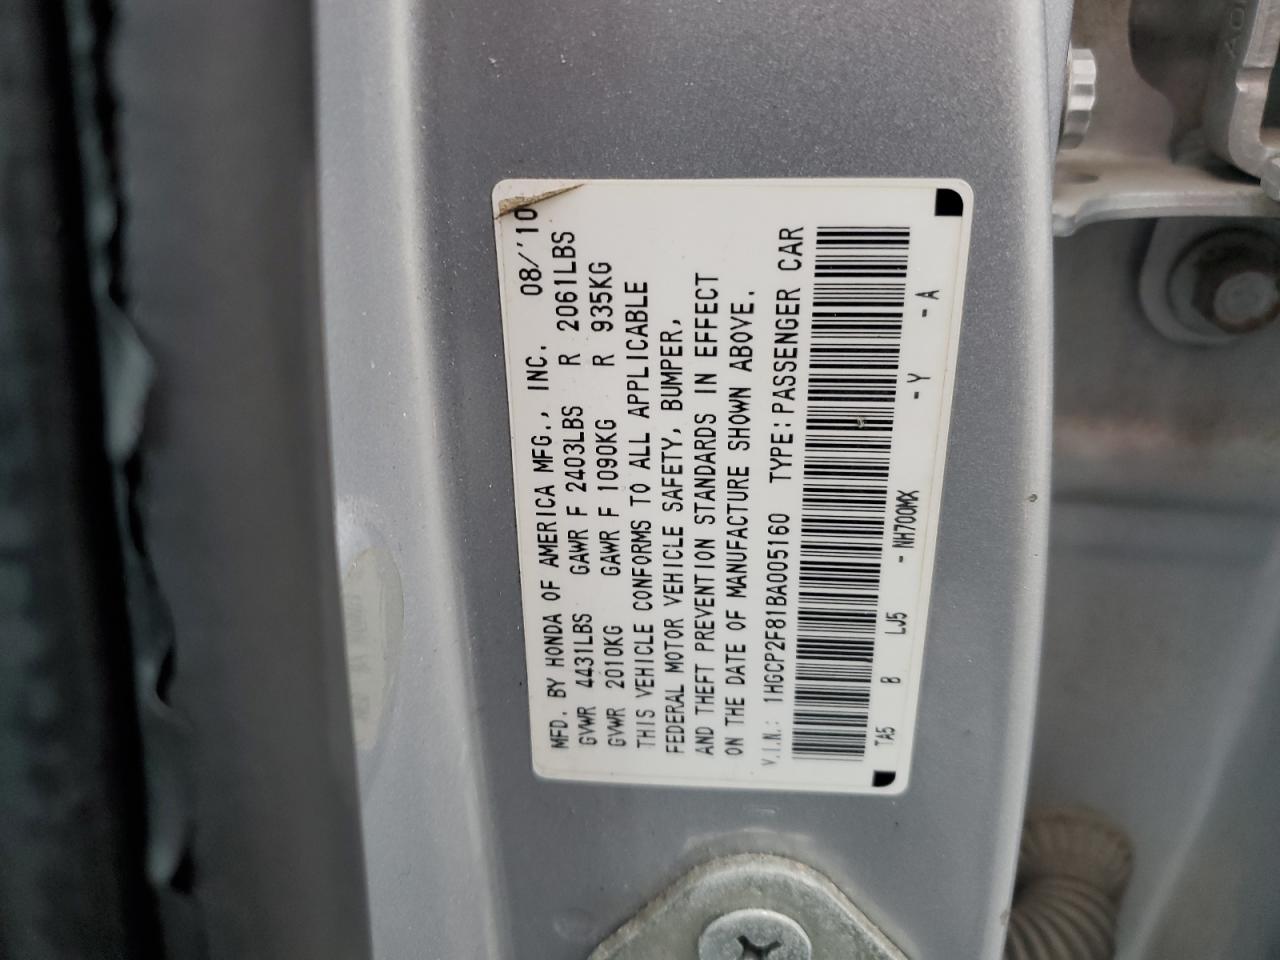 MFD. BY HONDA OF AMERICA MFG., INC. 08/'10
GVWR 4431LBS GAWR F 2403LBS R 2061LBS
GVWR 2010KG GAWR F 1090KG R 935KG
THIS VEHICLE CONFORMS TO ALL APPLICABLE
FEDERAL MOTOR VEHICLE SAFETY, BUMPER,
AND THEFT PREVENTION STANDARDS IN EFFECT
ON THE DATE OF MANUFACTURE SHOWN ABOVE.
V.I.N.: 1HGCP2F81BA005160 TYPE:PASSENGER CAR
TA5 B LJ5 - NH700MX - Y - A